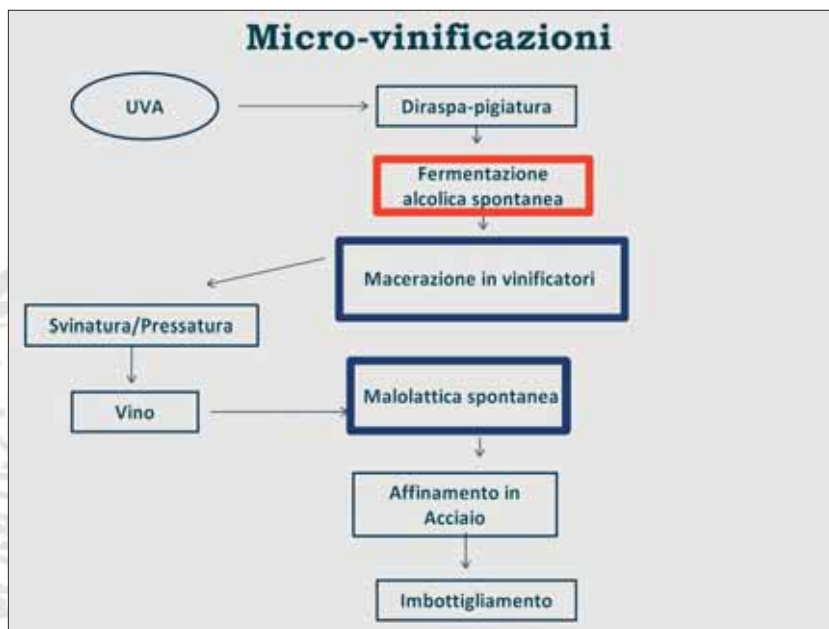 Micro-vinificazioni
UVA
Diraspa-pigiatura
Fermentazione
alcolica spontanea
Macerazione in vinificatori
Svinatura/Pressatura
Vino
Malolattica spontanea
Affinamento in
Acciaio
Imbottigliamento